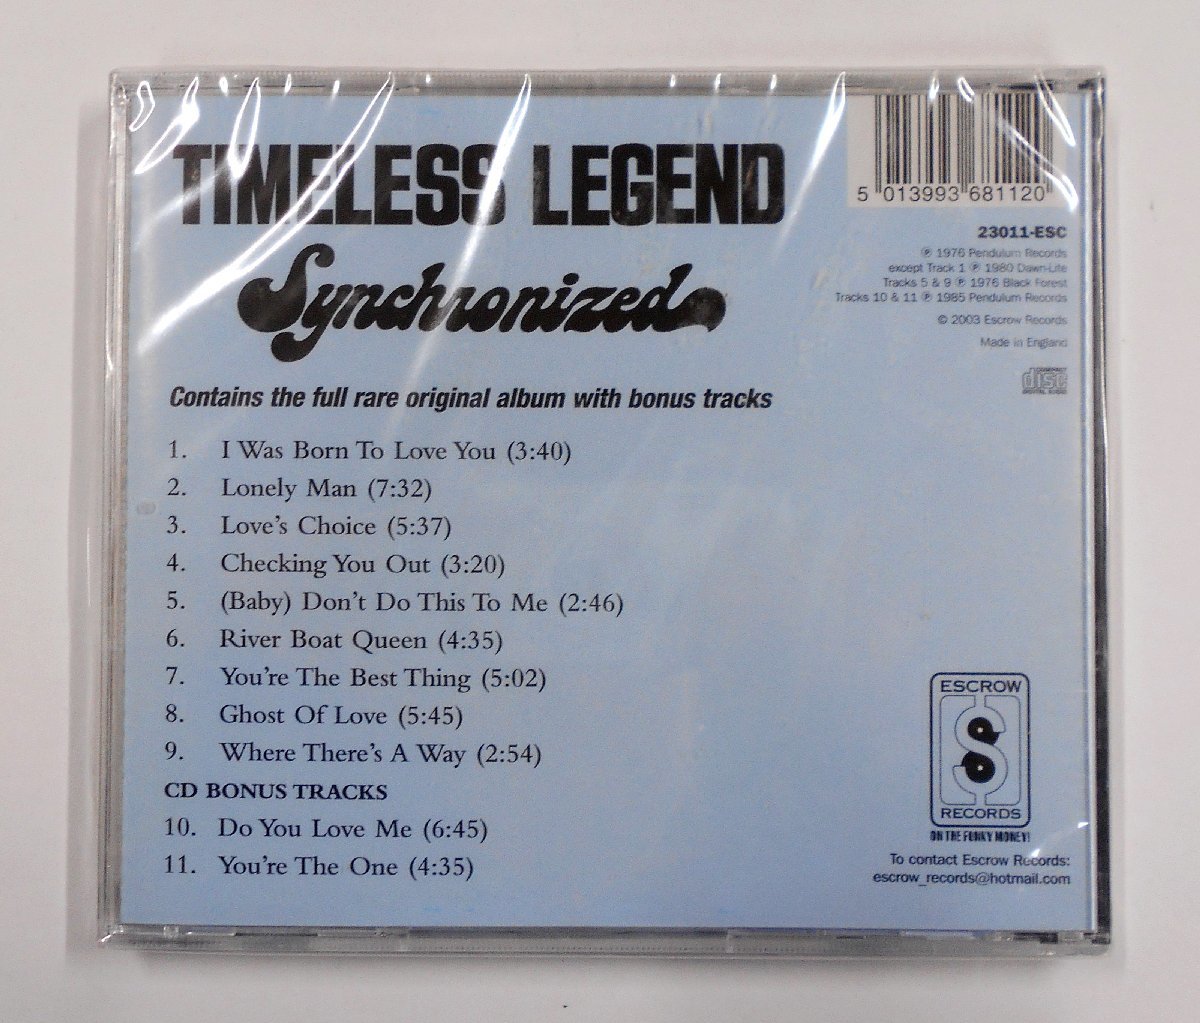 TIMELESS LEGEND
Synchronized
Contains the full rare original album with bonus tracks
1. I Was Born To Love You (3:40)
2. Lonely Man (7:32)
3. Love's Choice (5:37)
4. Checking You Out (3:20)
5. (Baby) Don't Do This To Me (2:46)
6. River Boat Queen (4:35)
7. You're The Best Thing (5:02)
8. Ghost Of Love (5:45)
9. Where There's A Way (2:54)
CD BONUS TRACKS
10. Do You Love Me (6:45)
11. You're The One (4:35)
5 013993 681120
23011-ESC
℗ 1976 Pendulum Records
except Track 1 ℗ 1980 Dawn-Lite
Tracks 5 & 9 ℗ 1976 Black Forest
Tracks 10 & 11 ℗ 1985 Pendulum Records
© 2003 Escrow Records
Made in England
COMPACT
disc
DIGITAL AUDIO
ESCROW
RECORDS
ON THE FUNKY MONEY!
To contact Escrow Records:
escrow_records@hotmail.com